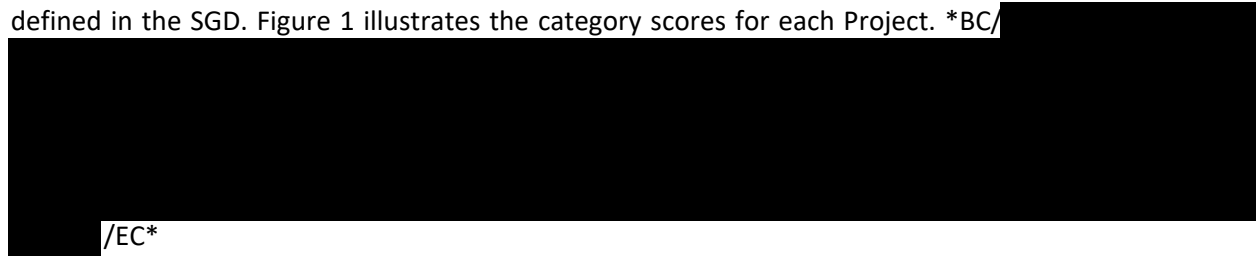 defined in the SGD. Figure 1 illustrates the category scores for each Project. *BC/
/EC*